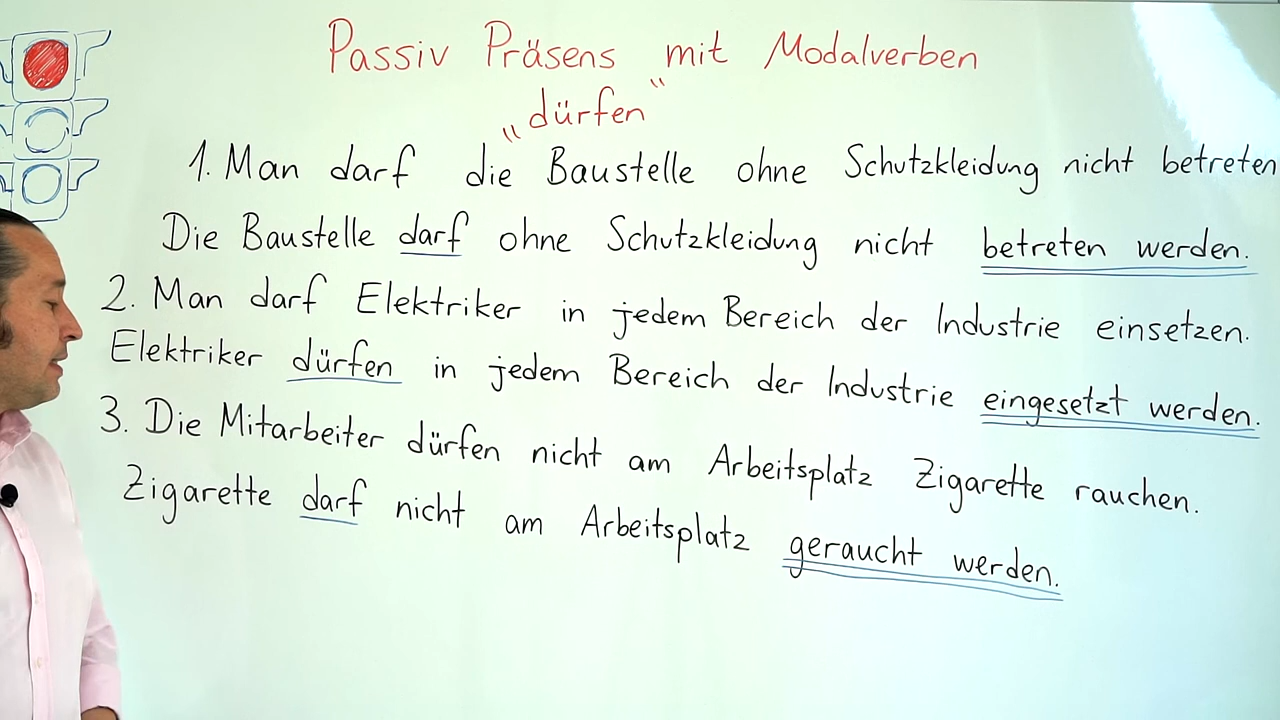 Passiv Präsens mit Modalverben
„dürfen“
1. Man darf die Baustelle ohne Schutzkleidung nicht betreten
Die Baustelle darf ohne Schutzkleidung nicht betreten werden.
2. Man darf Elektriker in jedem Bereich der Industrie einsetzen.
Elektriker dürfen in jedem Bereich der Industrie eingesetzt werden.
3. Die Mitarbeiter dürfen nicht am Arbeitsplatz Zigarette rauchen.
Zigarette darf nicht am Arbeitsplatz geraucht werden.